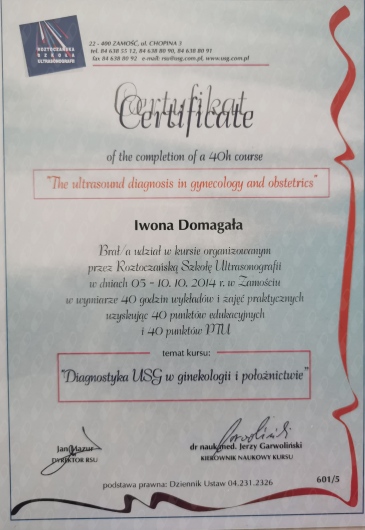 ROZTOCZAŃSKA
SZKOŁA
ULTRASONOGRAFII
22 - 400 ZAMOŚĆ, ul. CHOPINA 3
tel. 84 638 55 12, 84 638 80 90, 84 638 80 91
fax 84 638 80 92 e-mail: rsu@usg.com.pl, www.usg.com.pl
Certyfikat
Certificate
of the completion of a 40h course
"The ultrasound diagnosis in gynecology and obstetrics"
Iwona Domagała
Brał/a udział w kursie organizowanym
przez Roztoczańską Szkołę Ultrasonografii
w dniach 05 - 10. 10. 2014 r. w Zamościu
w wymiarze 40 godzin wykładów i zajęć praktycznych
uzyskując 40 punktów edukacyjnych
i 40 punktów PTU
temat kursu:
"Diagnostyka USG w ginekologii i położnictwie"
Jan Mazur
DYREKTOR RSU
dr nauk med. Jerzy Garwoliński
KIEROWNIK NAUKOWY KURSU
podstawa prawna: Dziennik Ustaw 04.231.2326
601/5